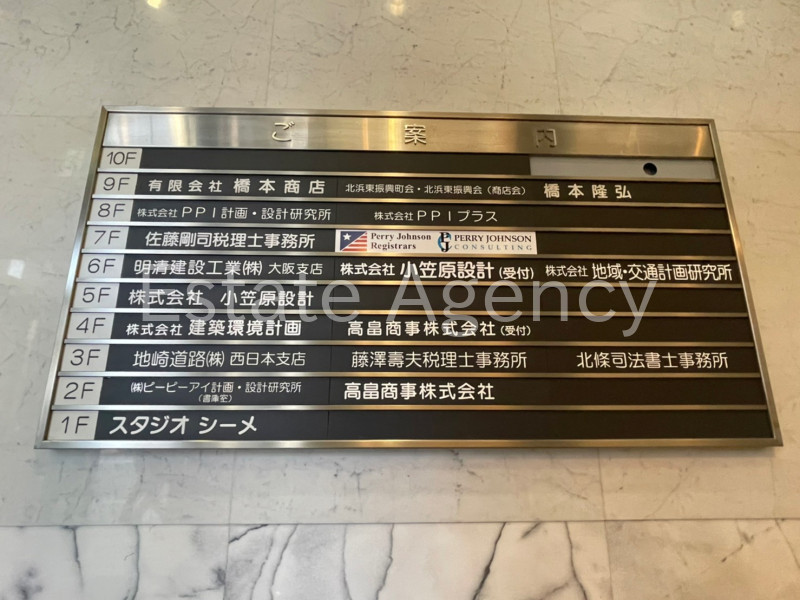 ご案内
10F
9F 有限会社 橋本商店 北浜東振興町会・北浜東振興会(商店会) 橋本隆弘
8F 株式会社 PPI計画・設計研究所 株式会社 PPIプラス
7F 佐藤剛司税理士事務所 Perry Johnson Registrars PERRY JOHNSON CONSULTING
6F 明清建設工業㈱ 大阪支店 株式会社 小笠原設計(受付) 株式会社 地域・交通計画研究所
5F 株式会社 小笠原設計
Estate Agency
4F 株式会社 建築環境計画 高畠商事株式会社(受付)
3F 地崎道路㈱ 西日本支店 藤澤壽夫税理士事務所 北條司法書士事務所
2F ㈱ピーピーアイ計画・設計研究所 (書庫室) 高畠商事株式会社
1F スタジオ シーメ